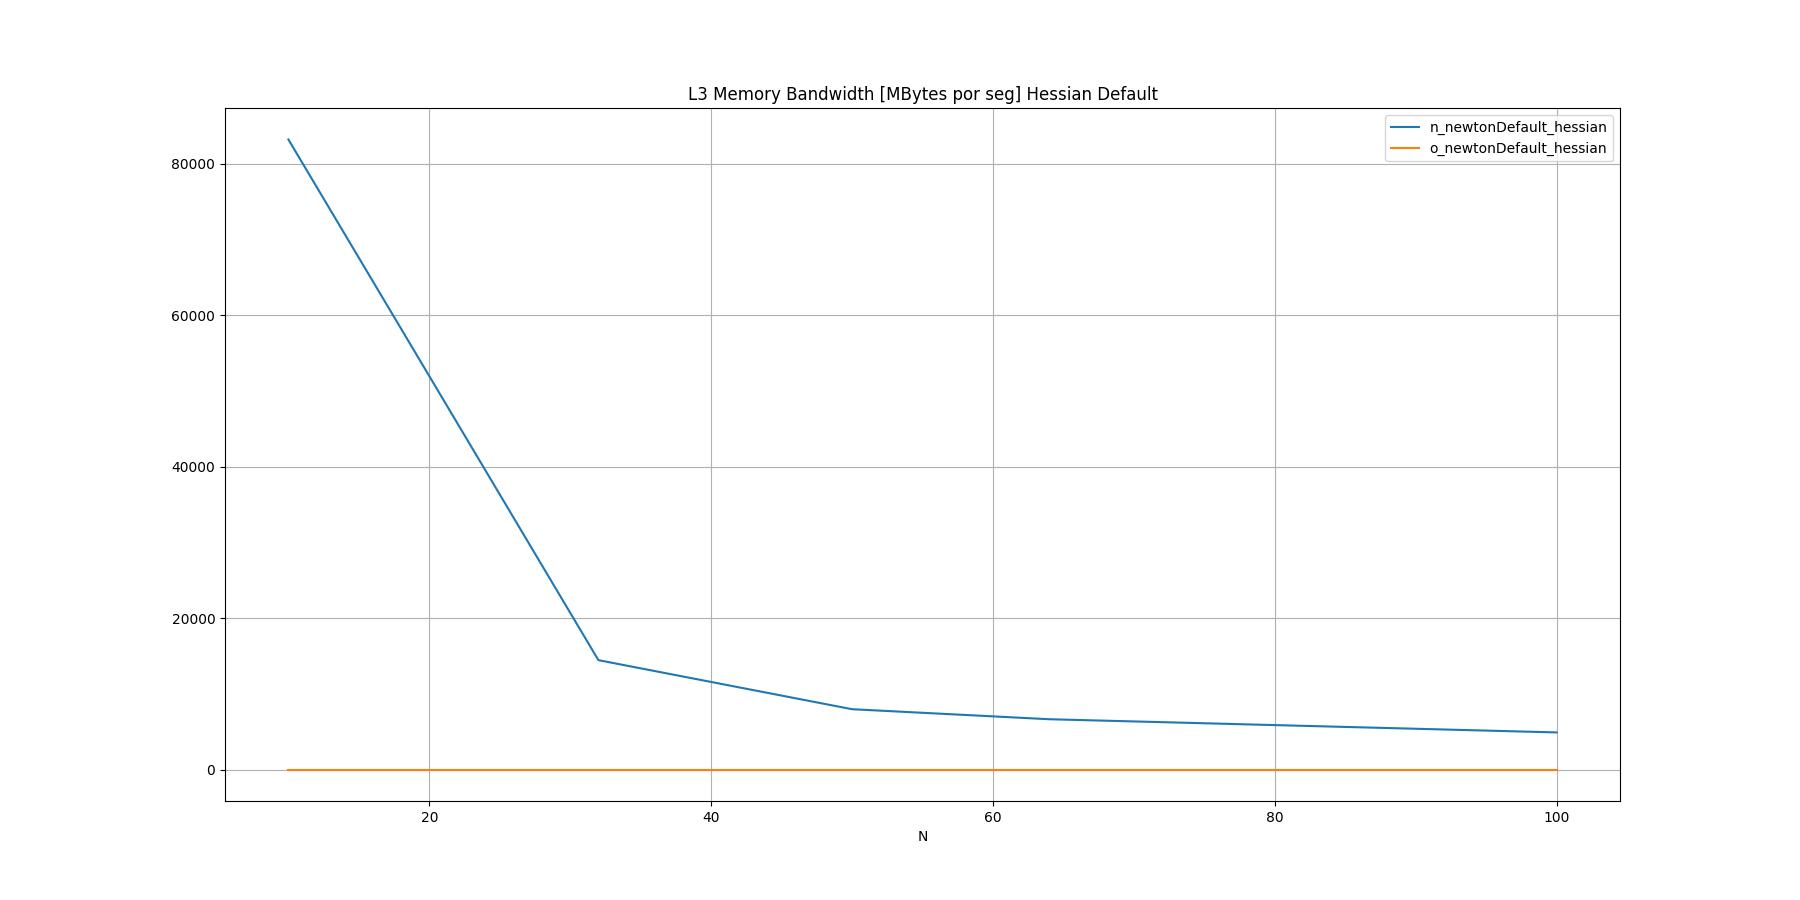 L3 Memory Bandwidth [MBytes por seg] Hessian Default
n_newtonDefault_hessian
o_newtonDefault_hessian
80000
60000
40000
20000
0
20 40 60 80 100
N